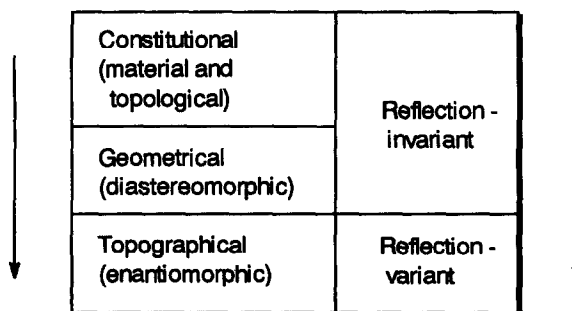 Constitutional
(material and
topological)
Reflection -
invariant
Geometrical
(diastereomorphic)
Topographical
(enantiomorphic)
Reflection -
variant